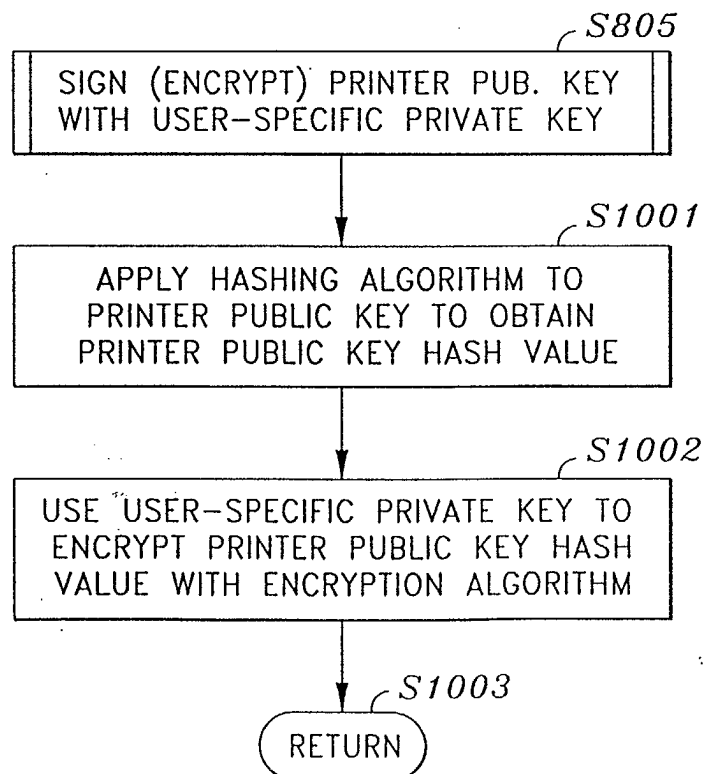 S805
SIGN (ENCRYPT) PRINTER PUB. KEY
WITH USER-SPECIFIC PRIVATE KEY
S1001
APPLY HASHING ALGORITHM TO
PRINTER PUBLIC KEY TO OBTAIN
PRINTER PUBLIC KEY HASH VALUE
S1002
USE USER-SPECIFIC PRIVATE KEY TO
ENCRYPT PRINTER PUBLIC KEY HASH
VALUE WITH ENCRYPTION ALGORITHM
S1003
RETURN